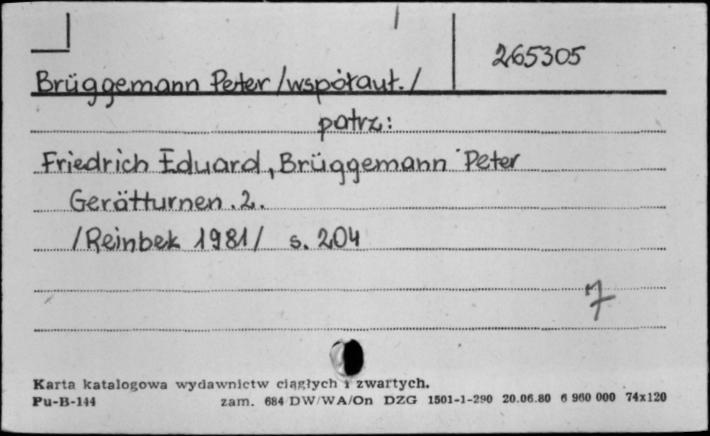 265305
Brüggemann Peter /współaut./
patrz:
Friedrich Eduard, Brüggemann Peter
Gerätturnen. 2.
/Reinbek 1981/ s. 204
7
Karta katalogowa wydawnictw ciągłych i zwartych.
Pu-B-144 zam. 684 DW/WA/On DZG 1501-1-290 20.06.80 6 960 000 74x120